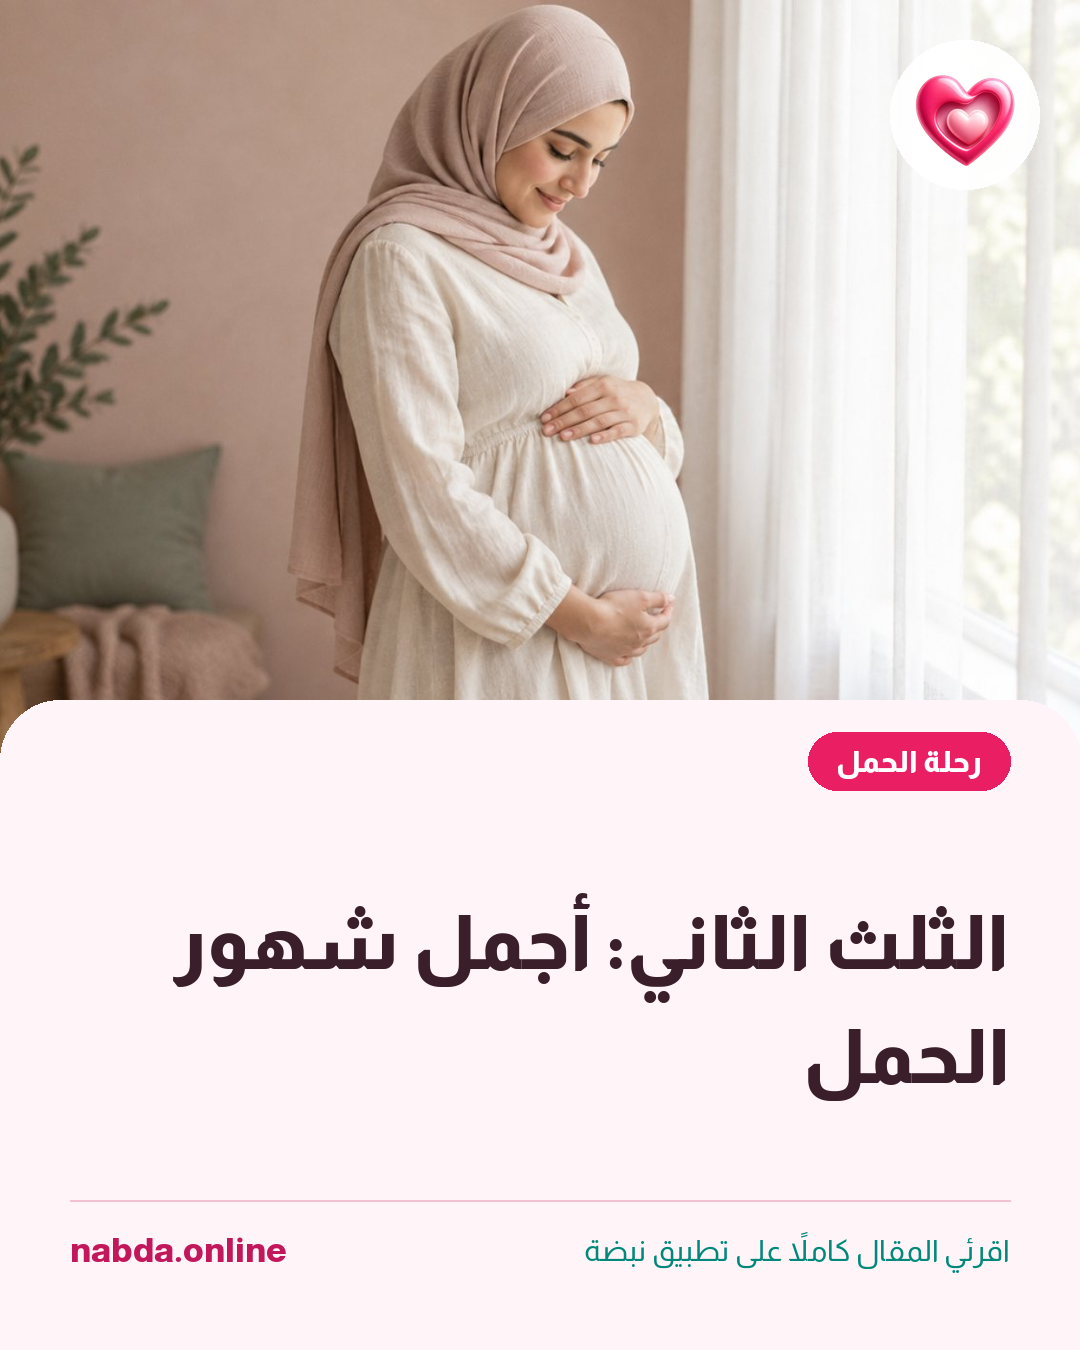 رحلة الحمل
الثلث الثاني: أجمل شهور
الحمل
اقرئي المقال كاملًا على تطبيق نبضة
nabda.online